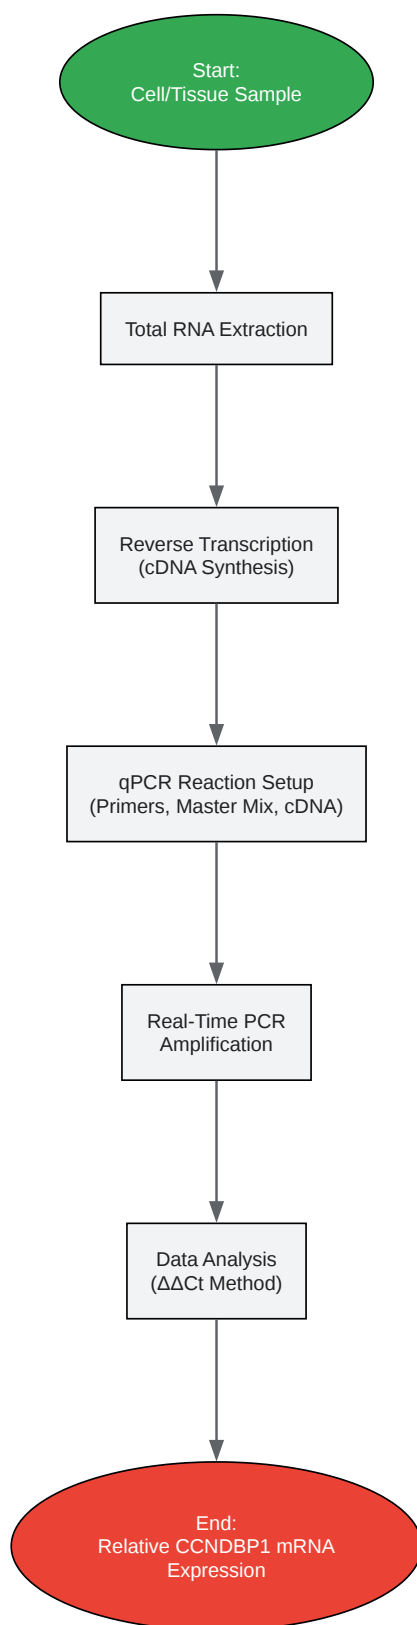 Start:
Cell/Tissue Sample
Total RNA Extraction
Reverse Transcription
(cDNA Synthesis)
qPCR Reaction Setup
(Primers, Master Mix, cDNA)
Real-Time PCR
Amplification
Data Analysis
(ΔΔCt Method)
End:
Relative CCNDBP1 mRNA
Expression